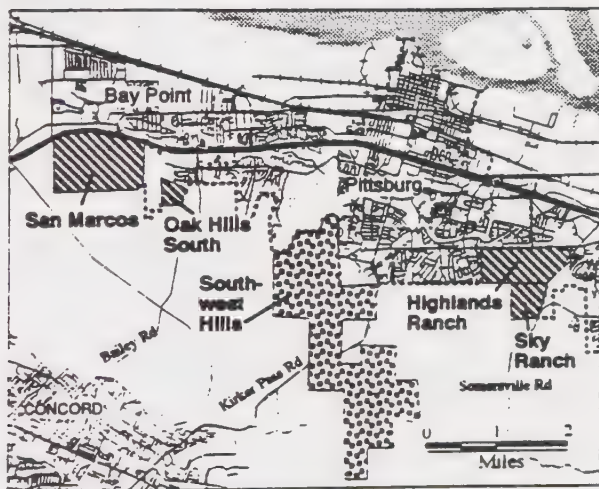 Bay Point
Pittsburg
San Marcos
Oak Hills
South
South-
west
Hills
Highlands
Ranch
Sky
Ranch
Bailey Rd
Kirker Pass Rd
Somersville Rd
CONCORD
0 1 2
Miles